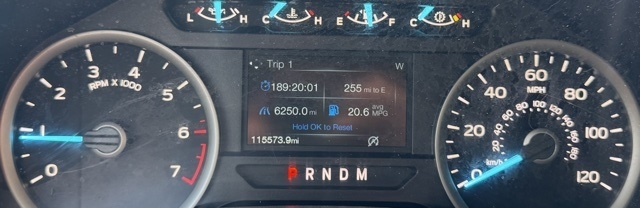 L H C H E F C H
Trip 1 W
189:20:01 255 mi to E
6250.0 mi 20.6 avg MPG
Hold OK to Reset
115573.9mi
P R N D M
0 1 2 3 4 5 6 7
RPM X 1000
0 20 40 60 80 100 120
MPH
km/h